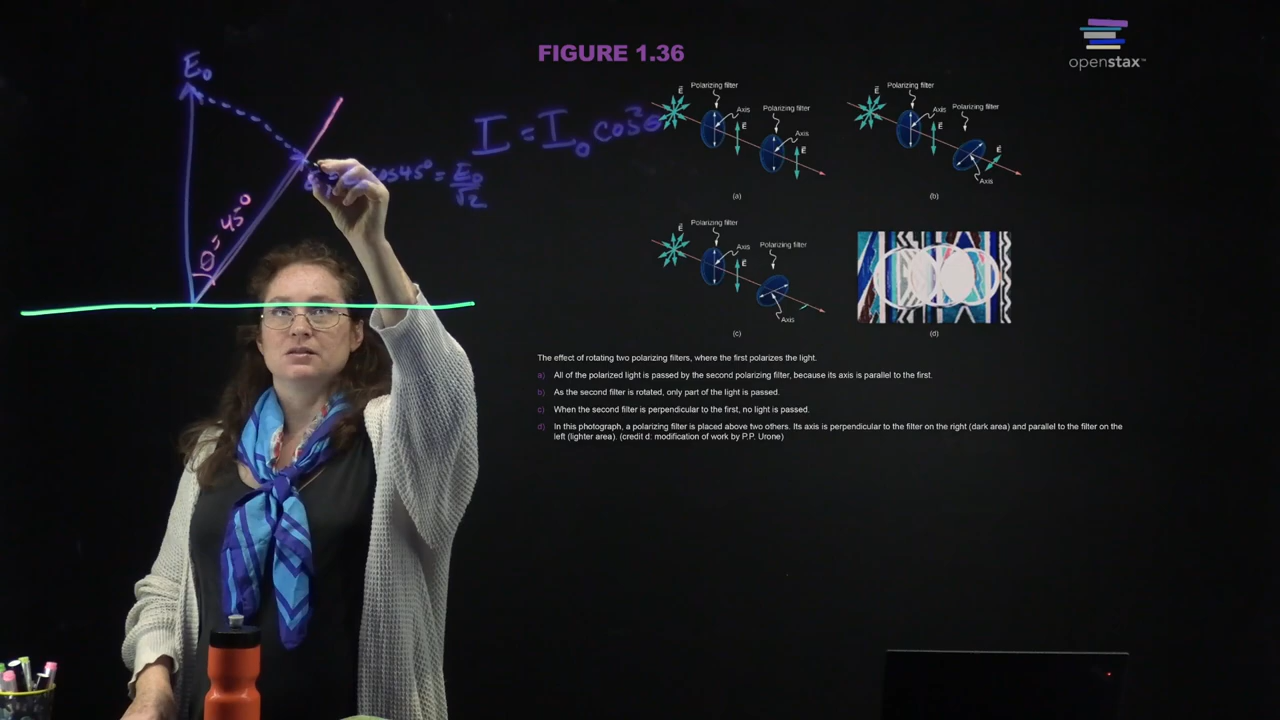 E₀
θ = 45°
cos45° = E₀/√2
I = I₀ cos²θ
FIGURE 1.36
openstax™
E
Polarizing filter
Axis
E
Polarizing filter
Axis
E
(a)
E
Polarizing filter
Axis
E
Polarizing filter
E
Axis
(b)
E
Polarizing filter
Axis
E
Polarizing filter
Axis
(c)
(d)
The effect of rotating two polarizing filters, where the first polarizes the light.
a) All of the polarized light is passed by the second polarizing filter, because its axis is parallel to the first.
b) As the second filter is rotated, only part of the light is passed.
c) When the second filter is perpendicular to the first, no light is passed.
d) In this photograph, a polarizing filter is placed above two others. Its axis is perpendicular to the filter on the right (dark area) and parallel to the filter on the
left (lighter area). (credit d: modification of work by P.P. Urone)